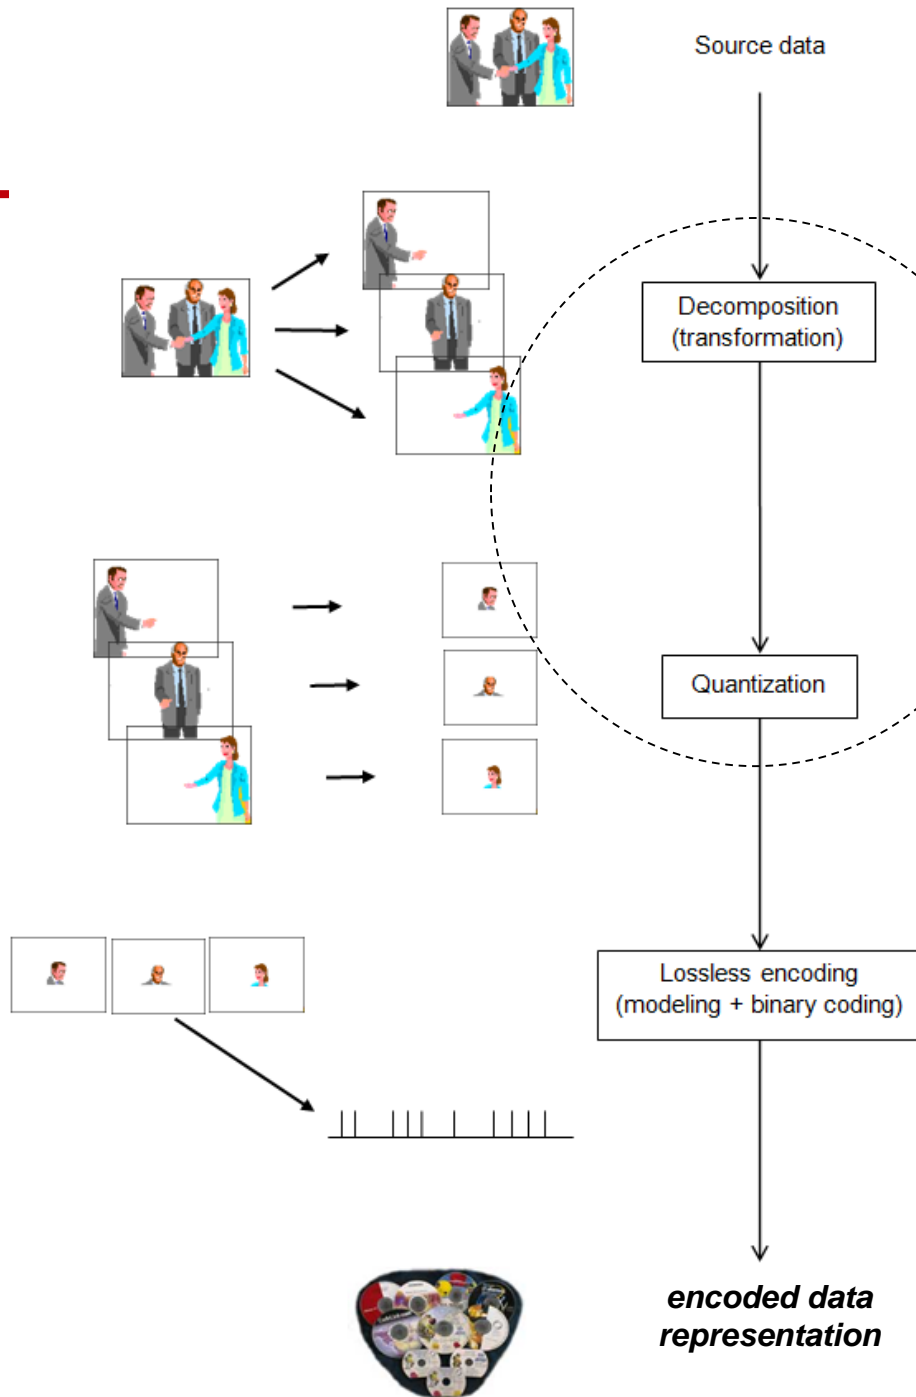 Source data
Decomposition
(transformation)
Quantization
Lossless encoding
(modeling + binary coding)
encoded data
representation